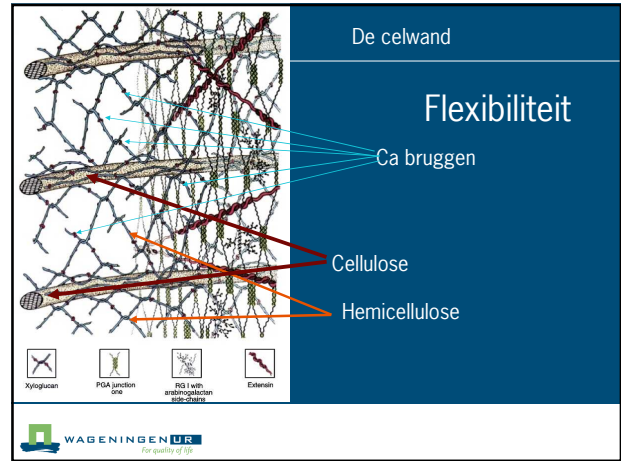 De celwand
Flexibiliteit
Ca bruggen
Cellulose
Hemicellulose
Xyloglucan
PGA junction
one
RG I with
arabinogalactan
side-chains
Extensin
WAGENINGEN UR
For quality of life